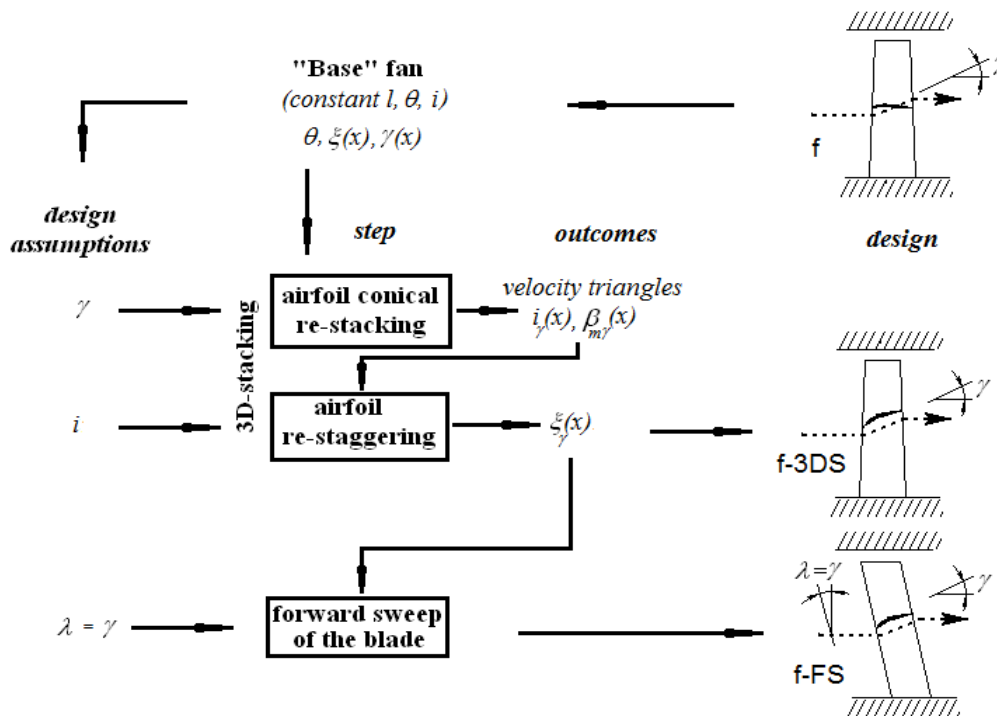 "Base" fan
(constant l, θ, i)
θ, ξ(x), γ(x)
γ
f
design
assumptions
step
outcomes
design
γ
3D-stacking
airfoil conical
re-stacking
velocity triangles
iγ(x), βmγ(x)
i
airfoil
re-staggering
ξγ(x)
γ
f-3DS
λ = γ
forward sweep
of the blade
λ=γ
γ
f-FS